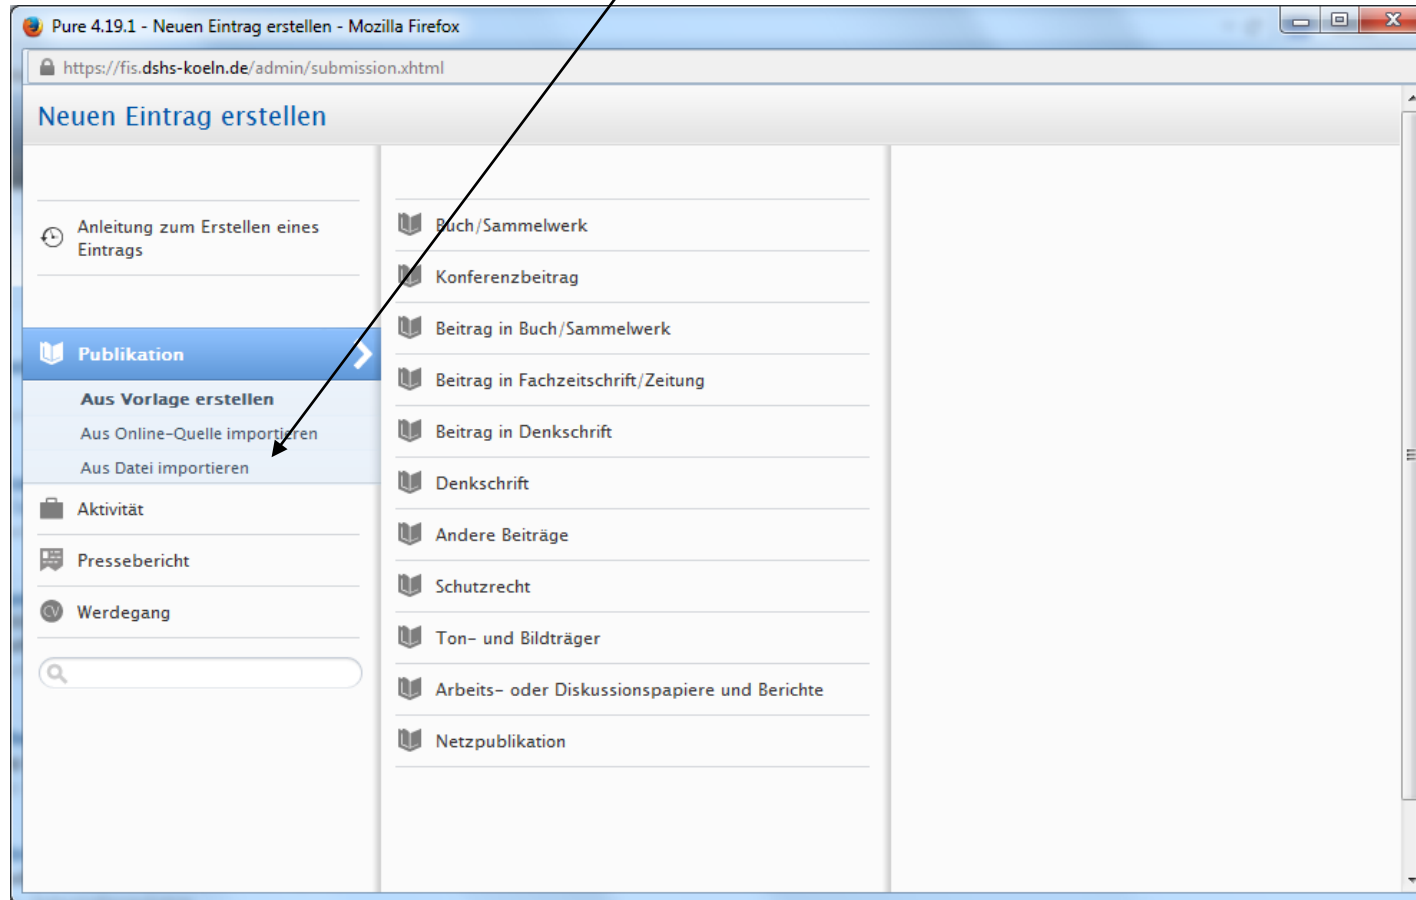 Pure 4.19.1 - Neuen Eintrag erstellen - Mozilla Firefox
https://fis.dshs-koeln.de/admin/submission.xhtml
Neuen Eintrag erstellen
Anleitung zum Erstellen eines
Eintrags
Publikation
Aus Vorlage erstellen
Aus Online-Quelle importieren
Aus Datei importieren
Aktivität
Pressebericht
CV
Werdegang
Buch/Sammelwerk
Konferenzbeitrag
Beitrag in Buch/Sammelwerk
Beitrag in Fachzeitschrift/Zeitung
Beitrag in Denkschrift
Denkschrift
Andere Beiträge
Schutzrecht
Ton- und Bildträger
Arbeits- oder Diskussionspapiere und Berichte
Netzpublikation